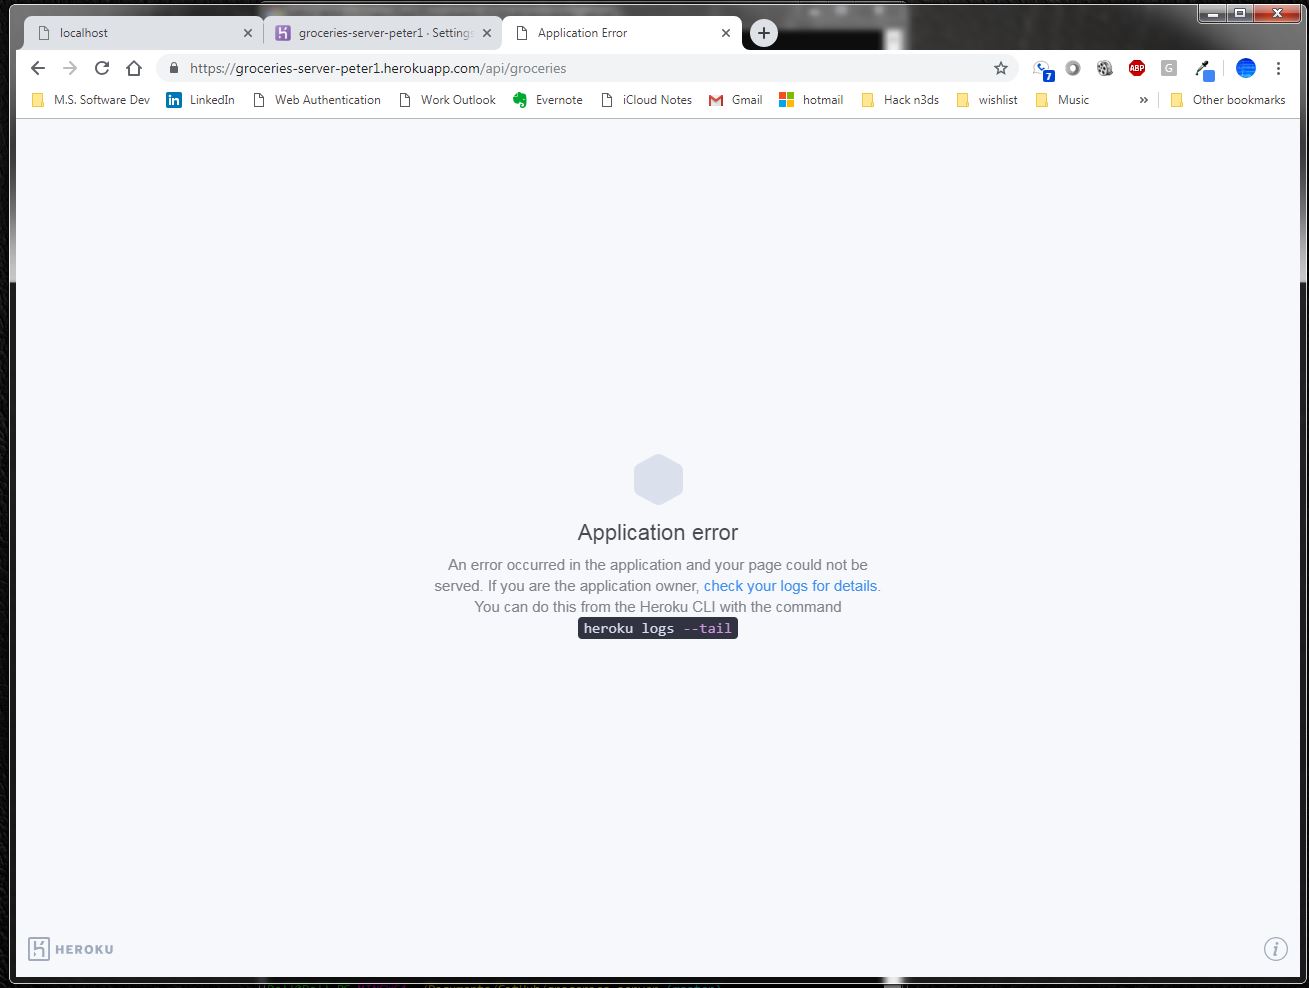 localhost
groceries-server-peter1 · Settings
Application Error
https://groceries-server-peter1.herokuapp.com/api/groceries
7
ABP
G
M.S. Software Dev
LinkedIn
Web Authentication
Work Outlook
Evernote
iCloud Notes
Gmail
hotmail
Hack n3ds
wishlist
Music
»
Other bookmarks
Application error
An error occurred in the application and your page could not be
served. If you are the application owner, check your logs for details.
You can do this from the Heroku CLI with the command
heroku logs --tail
HEROKU